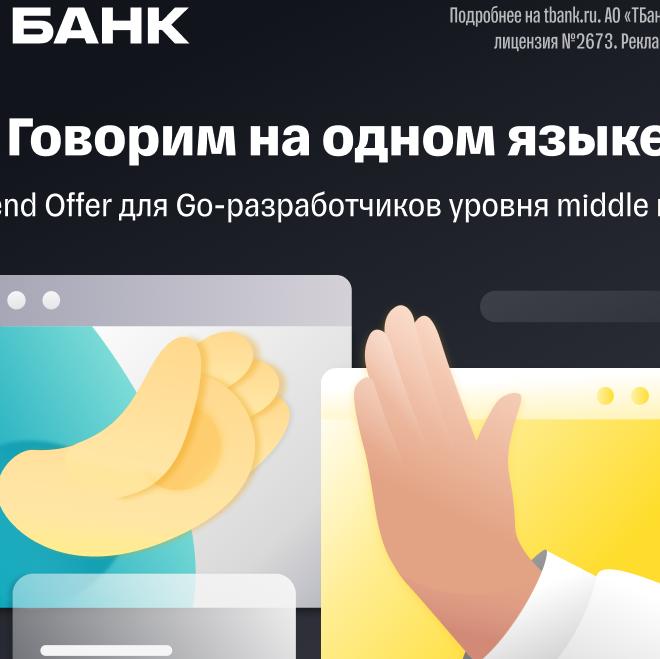 БАНК
Подробнее на tbank.ru. АО «ТБан
лицензия №2673. Рекла
Говорим на одном языке
end Offer для Go-разработчиков уровня middle